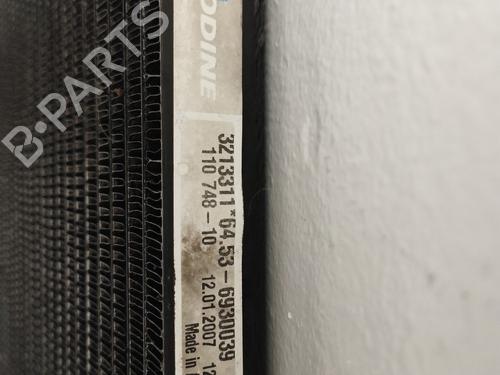 B-PARTS
ODINE
3213311*64.53-6930039
110 748-10 12.01.2007
Made in